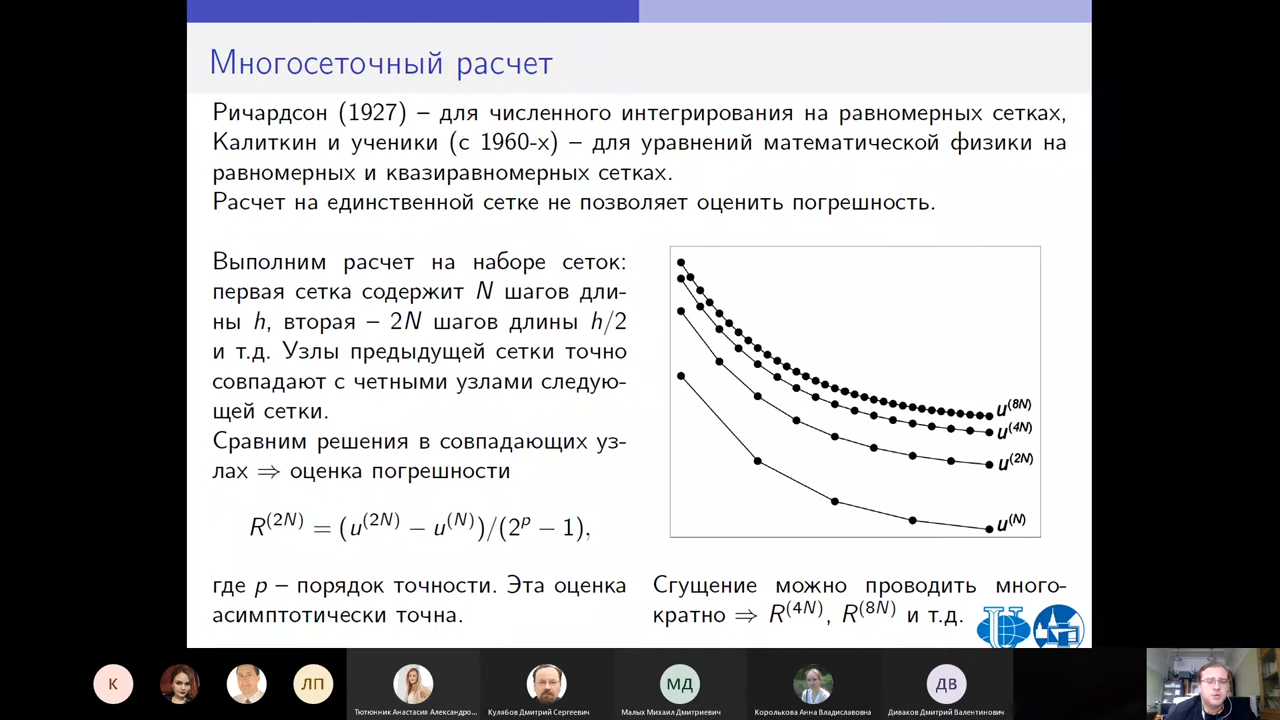 Многосеточный расчет
Ричардсон (1927) – для численного интегрирования на равномерных сетках,
Калиткин и ученики (с 1960-х) – для уравнений математической физики на
равномерных и квазиравномерных сетках.
Расчет на единственной сетке не позволяет оценить погрешность.
Выполним расчет на наборе сеток:
первая сетка содержит N шагов дли-
ны h, вторая – 2N шагов длины h/2
и т.д. Узлы предыдущей сетки точно
совпадают с четными узлами следую-
щей сетки.
Сравним решения в совпадающих уз-
лах ⇒ оценка погрешности
R^(2N) = (u^(2N) − u^(N))/(2^p − 1),
где p – порядок точности. Эта оценка
асимптотически точна.
u^(8N)
u^(4N)
u^(2N)
u^(N)
Сгущение можно проводить много-
кратно ⇒ R^(4N), R^(8N) и т.д.
К
ЛП
МД
ДВ
Тютюнник Анастасия Александро...
Кулябов Дмитрий Сергеевич
Малых Михаил Дмитриевич
Королькова Анна Владиславовна
Диваков Дмитрий Валентинович